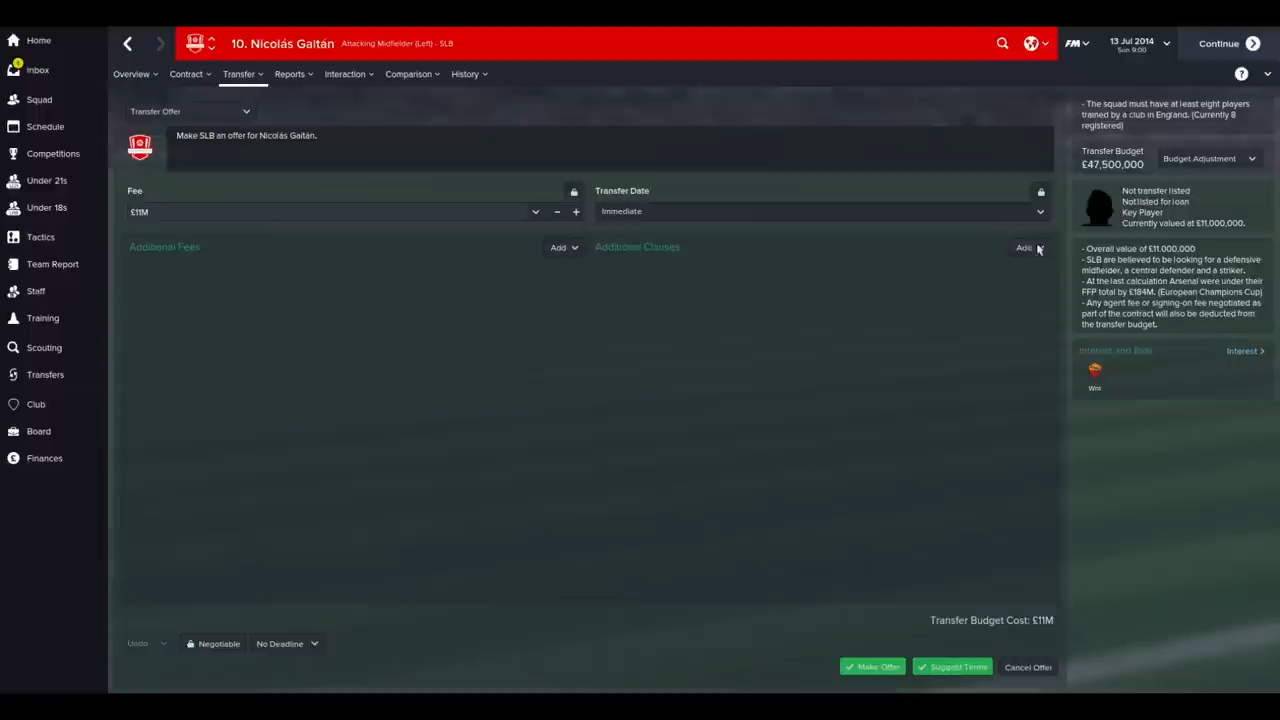 Home
Inbox
Squad
Schedule
Competitions
Under 21s
Under 18s
Tactics
Team Report
Staff
Training
Scouting
Transfers
Club
Board
Finances
10. Nicolás Gaitán Attacking Midfielder (Left) - SLB
FM
13 Jul 2014
Sun 9:00
Continue
Overview Contract Transfer Reports Interaction Comparison History
?
Transfer Offer
Make SLB an offer for Nicolás Gaitán.
Fee
£11M
- +
Transfer Date
Immediate
Additional Fees
Add
Additional Clauses
Add
Transfer Budget Cost: £11M
Undo
Negotiable
No Deadline
Make Offer
Suggest Terms
Cancel Offer
- The squad must have at least eight players
trained by a club in England. (Currently 8
registered)
Transfer Budget
£47,500,000
Budget Adjustment
Not transfer listed
Not listed for loan
Key Player
Currently valued at £11,000,000.
- Overall value of £11,000,000
- SLB are believed to be looking for a defensive
midfielder, a central defender and a striker.
- At the last calculation Arsenal were under their
FFP total by £184M. (European Champions Cup)
- Any agent fee or signing-on fee negotiated as
part of the contract will also be deducted from
the transfer budget.
Interest and Bids
Interest >
Wnt